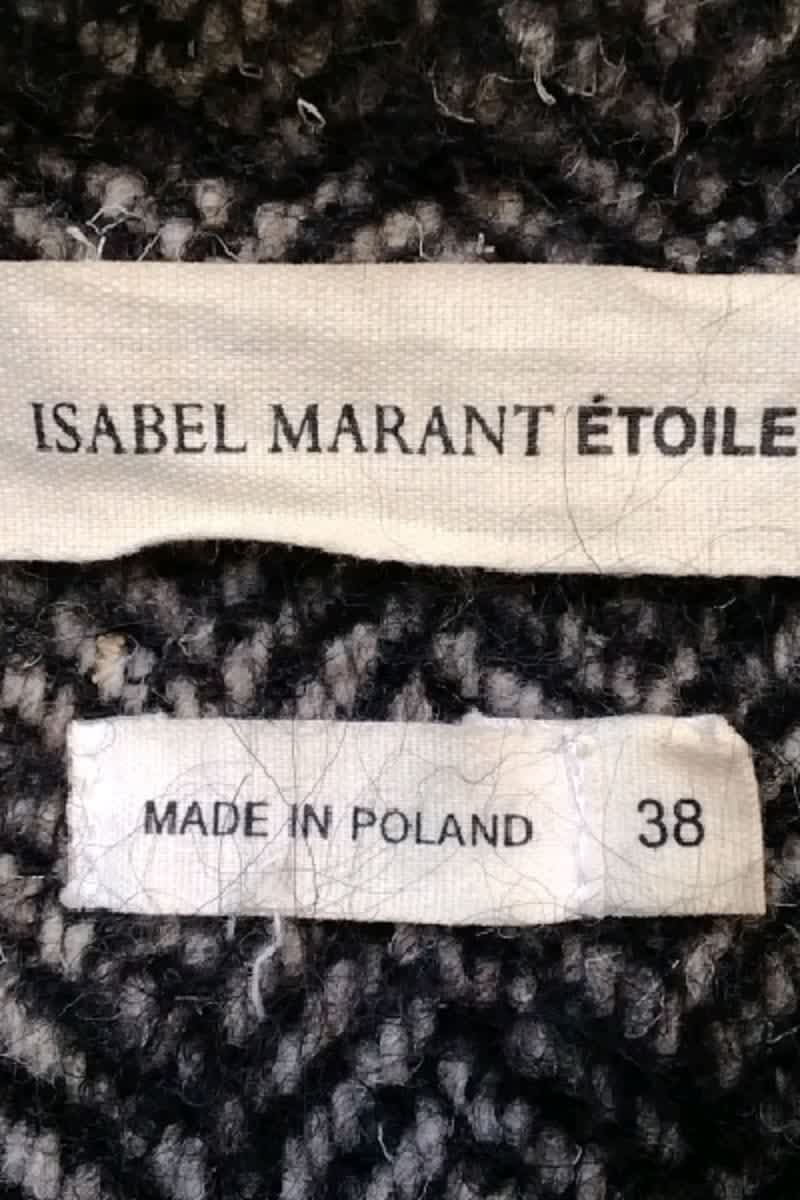 ISABEL MARANT ÉTOILE
MADE IN POLAND 38